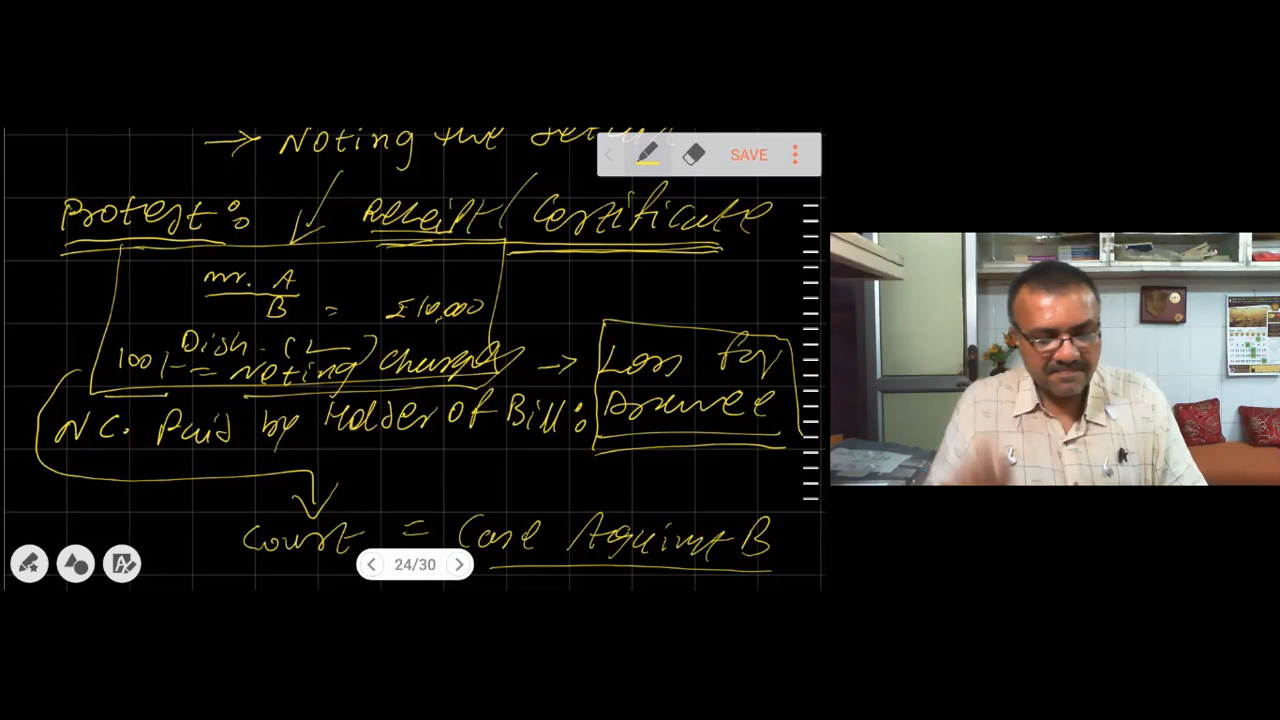 → Noting the
SAVE
Protest: Receipt / Certificate
Mr. A
B = ₹10,000
Dish.
100/- = Noting Charges → Loss for
N C. Paid by Holder of Bill: Drawee
Court = Case Against B
24/30